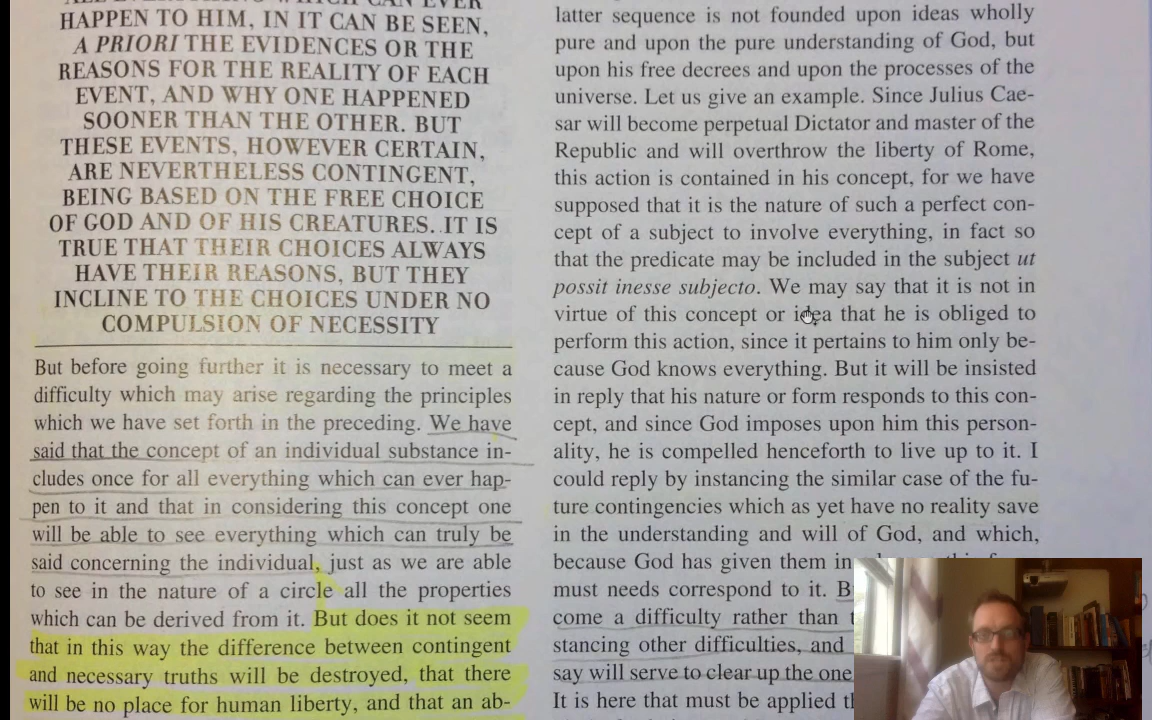 ALL EVERYTHING WHICH CAN EVER
HAPPEN TO HIM, IN IT CAN BE SEEN,
A PRIORI THE EVIDENCES OR THE
REASONS FOR THE REALITY OF EACH
EVENT, AND WHY ONE HAPPENED
SOONER THAN THE OTHER. BUT
THESE EVENTS, HOWEVER CERTAIN,
ARE NEVERTHELESS CONTINGENT,
BEING BASED ON THE FREE CHOICE
OF GOD AND OF HIS CREATURES. IT IS
TRUE THAT THEIR CHOICES ALWAYS
HAVE THEIR REASONS, BUT THEY
INCLINE TO THE CHOICES UNDER NO
COMPULSION OF NECESSITY
But before going further it is necessary to meet a
difficulty which may arise regarding the principles
which we have set forth in the preceding. We have
said that the concept of an individual substance in-
cludes once for all everything which can ever hap-
pen to it and that in considering this concept one
will be able to see everything which can truly be
said concerning the individual, just as we are able
to see in the nature of a circle all the properties
which can be derived from it. But does it not seem
that in this way the difference between contingent
and necessary truths will be destroyed, that there
will be no place for human liberty, and that an ab-
latter sequence is not founded upon ideas wholly
pure and upon the pure understanding of God, but
upon his free decrees and upon the processes of the
universe. Let us give an example. Since Julius Cae-
sar will become perpetual Dictator and master of the
Republic and will overthrow the liberty of Rome,
this action is contained in his concept, for we have
supposed that it is the nature of such a perfect con-
cept of a subject to involve everything, in fact so
that the predicate may be included in the subject ut
possit inesse subjecto. We may say that it is not in
virtue of this concept or idea that he is obliged to
perform this action, since it pertains to him only be-
cause God knows everything. But it will be insisted
in reply that his nature or form responds to this con-
cept, and since God imposes upon him this person-
ality, he is compelled henceforth to live up to it. I
could reply by instancing the similar case of the fu-
ture contingencies which as yet have no reality save
in the understanding and will of God, and which,
because God has given them in
must needs correspond to it.
come a difficulty rather than
stancing other difficulties, and
say will serve to clear up the one
It is here that must be applied